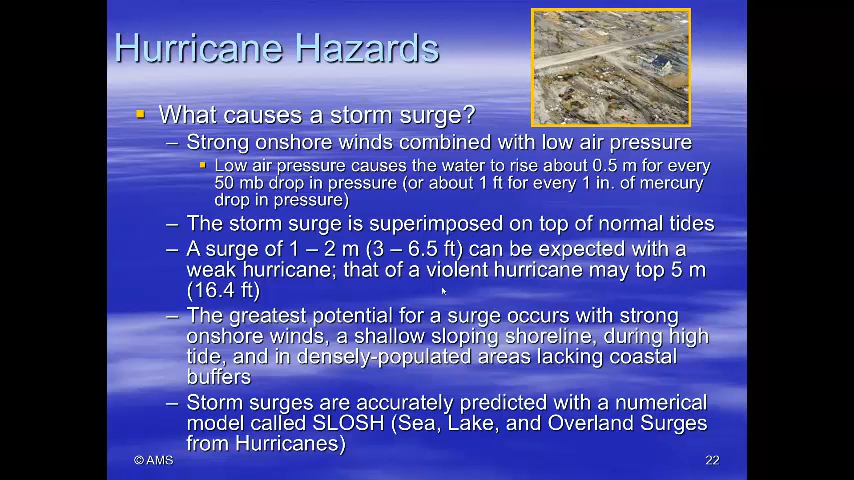 Hurricane Hazards
What causes a storm surge?
– Strong onshore winds combined with low air pressure
Low air pressure causes the water to rise about 0.5 m for every
50 mb drop in pressure (or about 1 ft for every 1 in. of mercury
drop in pressure)
– The storm surge is superimposed on top of normal tides
– A surge of 1 – 2 m (3 – 6.5 ft) can be expected with a
weak hurricane; that of a violent hurricane may top 5 m
(16.4 ft)
– The greatest potential for a surge occurs with strong
onshore winds, a shallow sloping shoreline, during high
tide, and in densely-populated areas lacking coastal
buffers
– Storm surges are accurately predicted with a numerical
model called SLOSH (Sea, Lake, and Overland Surges
from Hurricanes)
© AMS
22